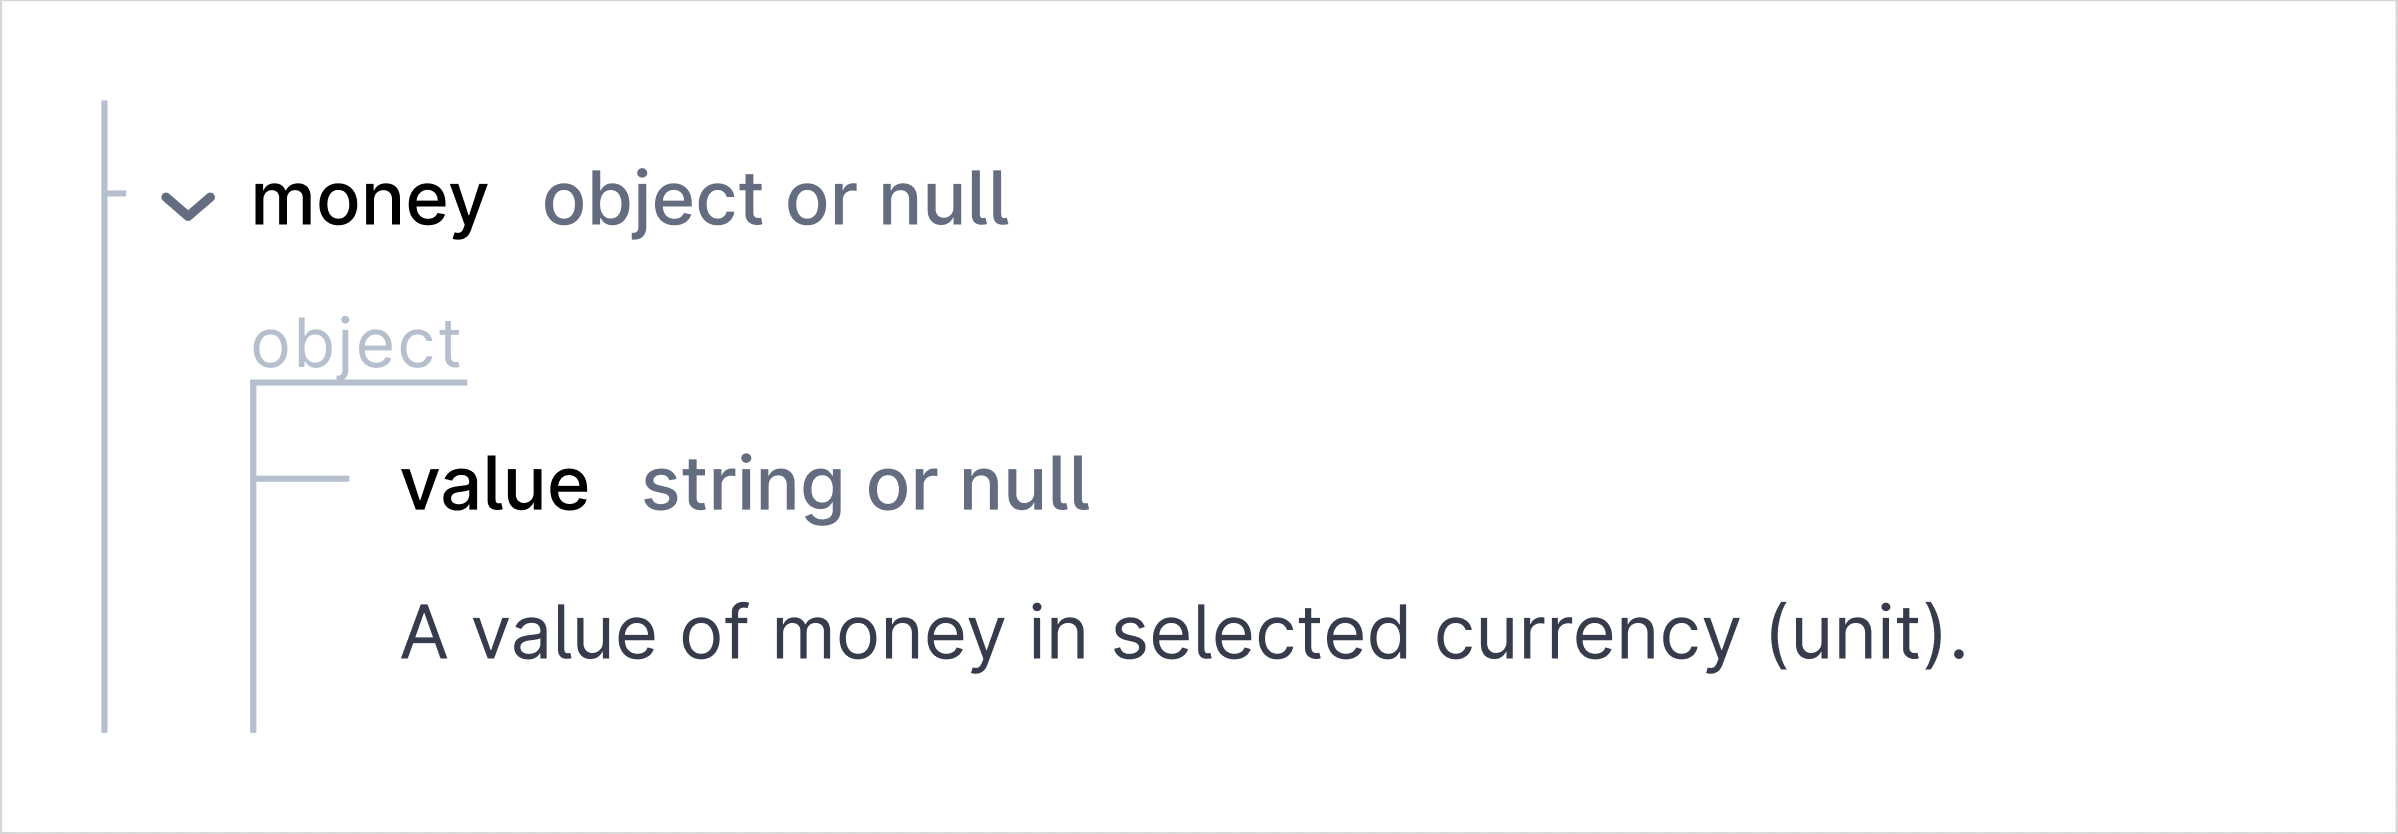 money object or null
object
value string or null
A value of money in selected currency (unit).